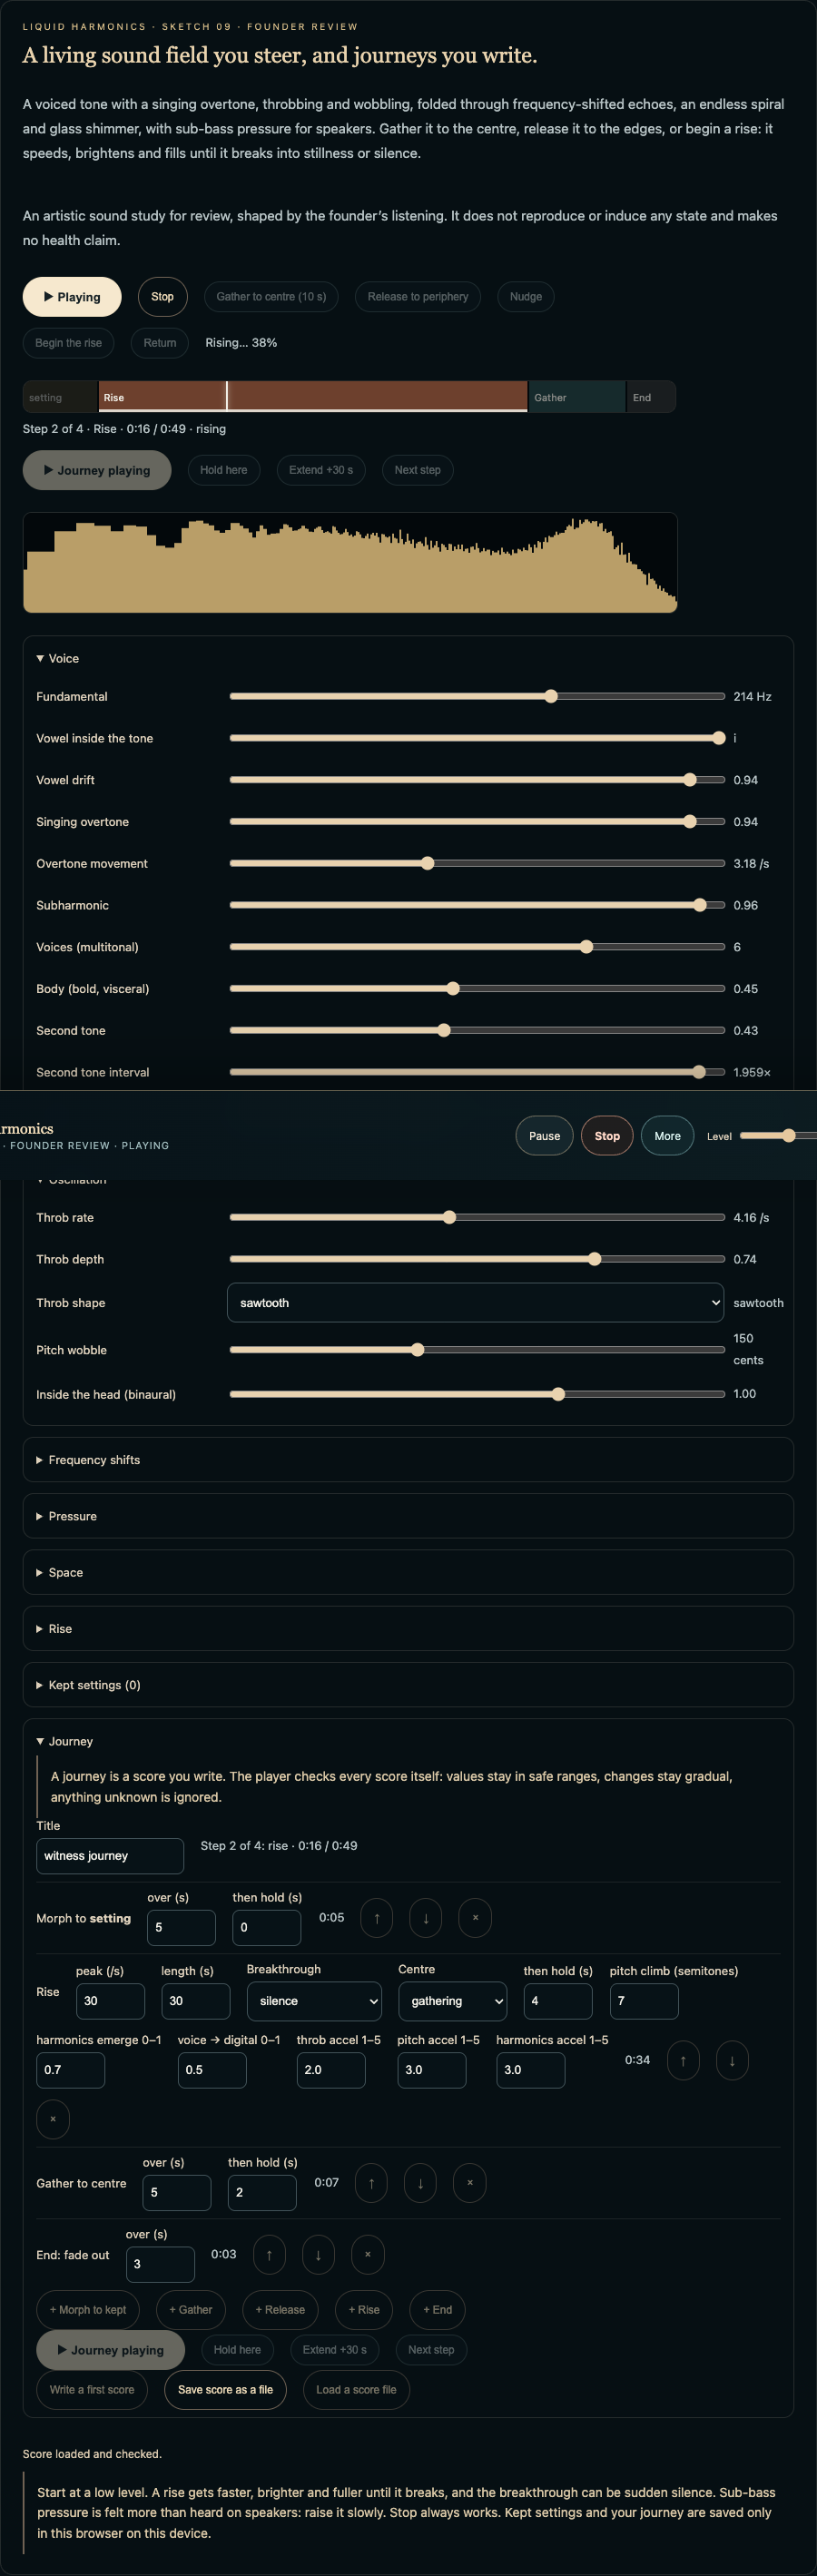 LIQUID HARMONICS · SKETCH 09 · FOUNDER REVIEW
A living sound field you steer, and journeys you write.
A voiced tone with a singing overtone, throbbing and wobbling, folded through frequency-shifted echoes, an endless spiral
and glass shimmer, with sub-bass pressure for speakers. Gather it to the centre, release it to the edges, or begin a rise: it
speeds, brightens and fills until it breaks into stillness or silence.
An artistic sound study for review, shaped by the founder's listening. It does not reproduce or induce any state and makes
no health claim.
▶ Playing Stop Gather to centre (10 s) Release to periphery Nudge
Begin the rise Return Rising... 38%
setting Rise Gather End
Step 2 of 4 · Rise · 0:16 / 0:49 · rising
▶ Journey playing Hold here Extend +30 s Next step
▼ Voice
Fundamental 214 Hz
Vowel inside the tone i
Vowel drift 0.94
Singing overtone 0.94
Overtone movement 3.18 /s
Subharmonic 0.96
Voices (multitonal) 6
Body (bold, visceral) 0.45
Second tone 0.43
Second tone interval 1.959×
rmonics
· FOUNDER REVIEW · PLAYING
Pause Stop More Level
▼ Oscillation
Throb rate 4.16 /s
Throb depth 0.74
Throb shape sawtooth sawtooth
Pitch wobble 150 cents
Inside the head (binaural) 1.00
▶ Frequency shifts
▶ Pressure
▶ Space
▶ Rise
▶ Kept settings (0)
▼ Journey
A journey is a score you write. The player checks every score itself: values stay in safe ranges, changes stay gradual,
anything unknown is ignored.
Title
witness journey Step 2 of 4: rise · 0:16 / 0:49
over (s) then hold (s)
Morph to setting 5 0 0:05 ↑ ↓ ×
peak (/s) length (s) Breakthrough Centre then hold (s) pitch climb (semitones)
Rise 30 30 silence gathering 4 7
harmonics emerge 0–1 voice → digital 0–1 throb accel 1–5 pitch accel 1–5 harmonics accel 1–5
0.7 0.5 2.0 3.0 3.0 0:34 ↑ ↓
×
over (s) then hold (s)
Gather to centre 5 2 0:07 ↑ ↓ ×
over (s)
End: fade out 3 0:03 ↑ ↓ ×
+ Morph to kept + Gather + Release + Rise + End
▶ Journey playing Hold here Extend +30 s Next step
Write a first score Save score as a file Load a score file
Score loaded and checked.
Start at a low level. A rise gets faster, brighter and fuller until it breaks, and the breakthrough can be sudden silence. Sub-bass
pressure is felt more than heard on speakers: raise it slowly. Stop always works. Kept settings and your journey are saved only
in this browser on this device.